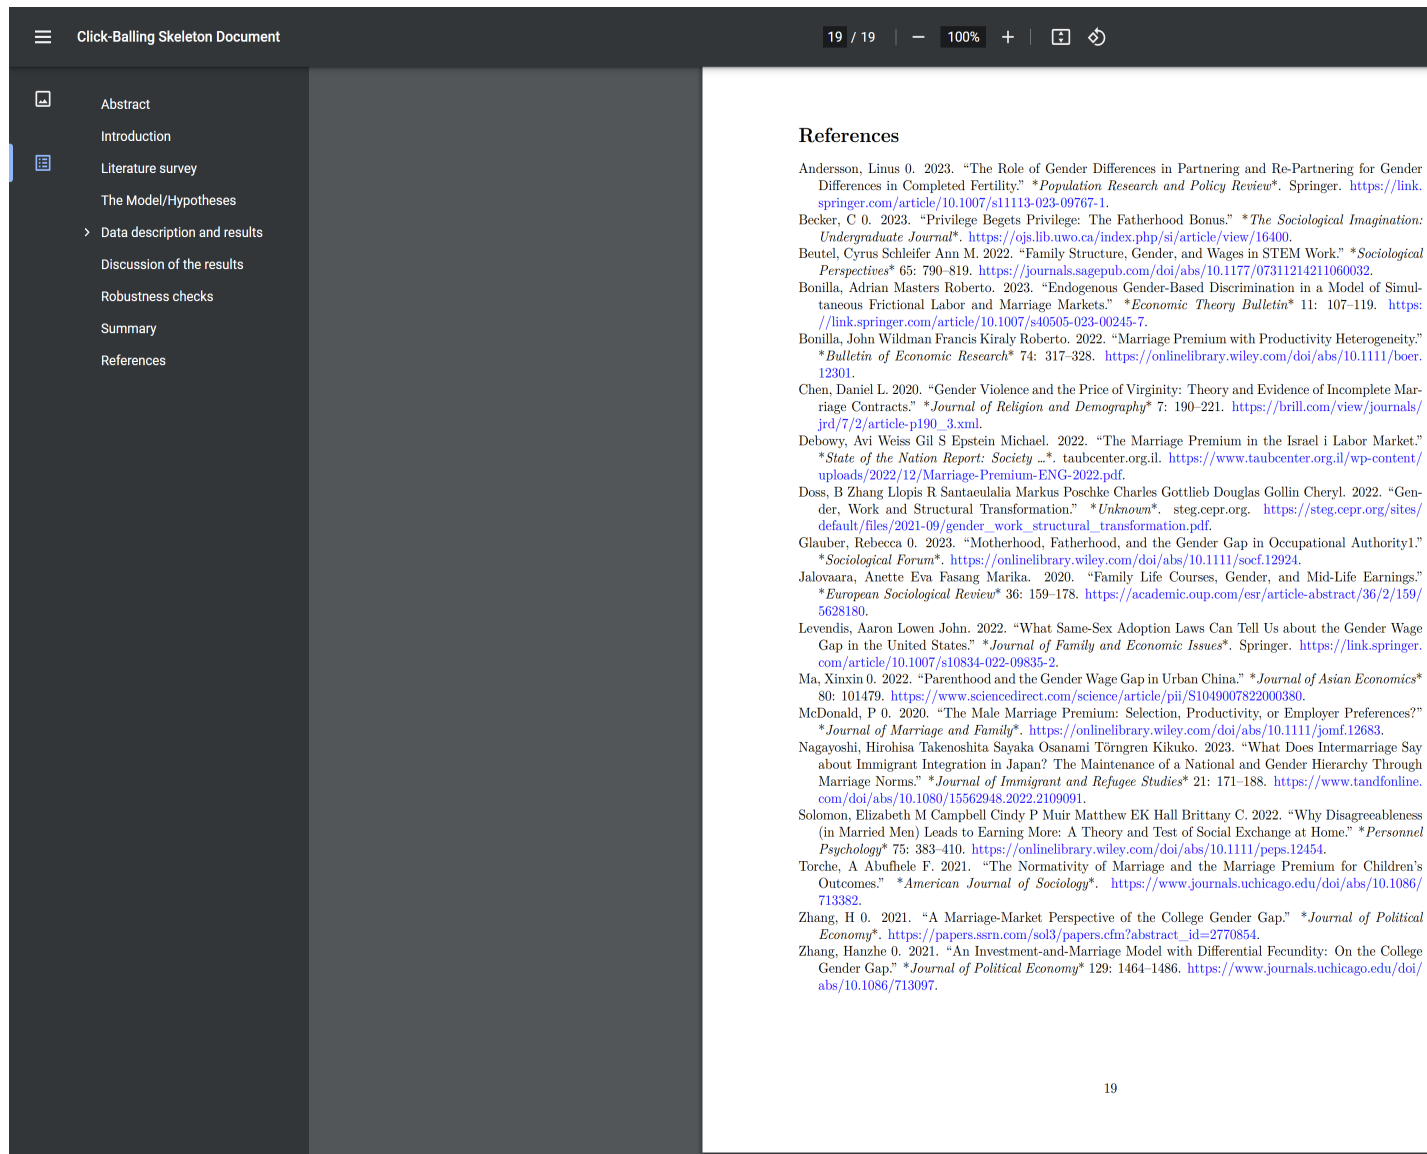 Click-Balling Skeleton Document
19 / 19
100%
Abstract
Introduction
Literature survey
The Model/Hypotheses
Data description and results
Discussion of the results
Robustness checks
Summary
References
References
Andersson, Linus 0. 2023. “The Role of Gender Differences in Partnering and Re-Partnering for Gender
Differences in Completed Fertility.” *Population Research and Policy Review*. Springer. https://link.
springer.com/article/10.1007/s11113-023-09767-1.
Becker, C 0. 2023. “Privilege Begets Privilege: The Fatherhood Bonus.” *The Sociological Imagination:
Undergraduate Journal*. https://ojs.lib.uwo.ca/index.php/si/article/view/16400.
Beutel, Cyrus Schleifer Ann M. 2022. “Family Structure, Gender, and Wages in STEM Work.” *Sociological
Perspectives* 65: 790–819. https://journals.sagepub.com/doi/abs/10.1177/07311214211060032.
Bonilla, Adrian Masters Roberto. 2023. “Endogenous Gender-Based Discrimination in a Model of Simul-
taneous Frictional Labor and Marriage Markets.” *Economic Theory Bulletin* 11: 107–119. https:
//link.springer.com/article/10.1007/s40505-023-00245-7.
Bonilla, John Wildman Francis Kiraly Roberto. 2022. “Marriage Premium with Productivity Heterogeneity.”
*Bulletin of Economic Research* 74: 317–328. https://onlinelibrary.wiley.com/doi/abs/10.1111/boer.
12301.
Chen, Daniel L. 2020. “Gender Violence and the Price of Virginity: Theory and Evidence of Incomplete Mar-
riage Contracts.” *Journal of Religion and Demography* 7: 190–221. https://brill.com/view/journals/
jrd/7/2/article-p190_3.xml.
Debowy, Avi Weiss Gil S Epstein Michael. 2022. “The Marriage Premium in the Israel i Labor Market.”
*State of the Nation Report: Society ...*. taubcenter.org.il. https://www.taubcenter.org.il/wp-content/
uploads/2022/12/Marriage-Premium-ENG-2022.pdf.
Doss, B Zhang Llopis R Santaeulalia Markus Poschke Charles Gottlieb Douglas Gollin Cheryl. 2022. “Gen-
der, Work and Structural Transformation.” *Unknown*. steg.cepr.org. https://steg.cepr.org/sites/
default/files/2021-09/gender_work_structural_transformation.pdf.
Glauber, Rebecca 0. 2023. “Motherhood, Fatherhood, and the Gender Gap in Occupational Authority1.”
*Sociological Forum*. https://onlinelibrary.wiley.com/doi/abs/10.1111/socf.12924.
Jalovaara, Anette Eva Fasang Marika. 2020. “Family Life Courses, Gender, and Mid-Life Earnings.”
*European Sociological Review* 36: 159–178. https://academic.oup.com/esr/article-abstract/36/2/159/
5628180.
Levendis, Aaron Lowen John. 2022. “What Same-Sex Adoption Laws Can Tell Us about the Gender Wage
Gap in the United States.” *Journal of Family and Economic Issues*. Springer. https://link.springer.
com/article/10.1007/s10834-022-09835-2.
Ma, Xinxin 0. 2022. “Parenthood and the Gender Wage Gap in Urban China.” *Journal of Asian Economics*
80: 101479. https://www.sciencedirect.com/science/article/pii/S1049007822000380.
McDonald, P 0. 2020. “The Male Marriage Premium: Selection, Productivity, or Employer Preferences?”
*Journal of Marriage and Family*. https://onlinelibrary.wiley.com/doi/abs/10.1111/jomf.12683.
Nagayoshi, Hirohisa Takenoshita Sayaka Osanami Törngren Kikuko. 2023. “What Does Intermarriage Say
about Immigrant Integration in Japan? The Maintenance of a National and Gender Hierarchy Through
Marriage Norms.” *Journal of Immigrant and Refugee Studies* 21: 171–188. https://www.tandfonline.
com/doi/abs/10.1080/15562948.2022.2109091.
Solomon, Elizabeth M Campbell Cindy P Muir Matthew EK Hall Brittany C. 2022. “Why Disagreeableness
(in Married Men) Leads to Earning More: A Theory and Test of Social Exchange at Home.” *Personnel
Psychology* 75: 383–410. https://onlinelibrary.wiley.com/doi/abs/10.1111/peps.12454.
Torche, A Abufhele F. 2021. “The Normativity of Marriage and the Marriage Premium for Children’s
Outcomes.” *American Journal of Sociology*. https://www.journals.uchicago.edu/doi/abs/10.1086/
713382.
Zhang, H 0. 2021. “A Marriage-Market Perspective of the College Gender Gap.” *Journal of Political
Economy*. https://papers.ssrn.com/sol3/papers.cfm?abstract_id=2770854.
Zhang, Hanzhe 0. 2021. “An Investment-and-Marriage Model with Differential Fecundity: On the College
Gender Gap.” *Journal of Political Economy* 129: 1464–1486. https://www.journals.uchicago.edu/doi/
abs/10.1086/713097.
19